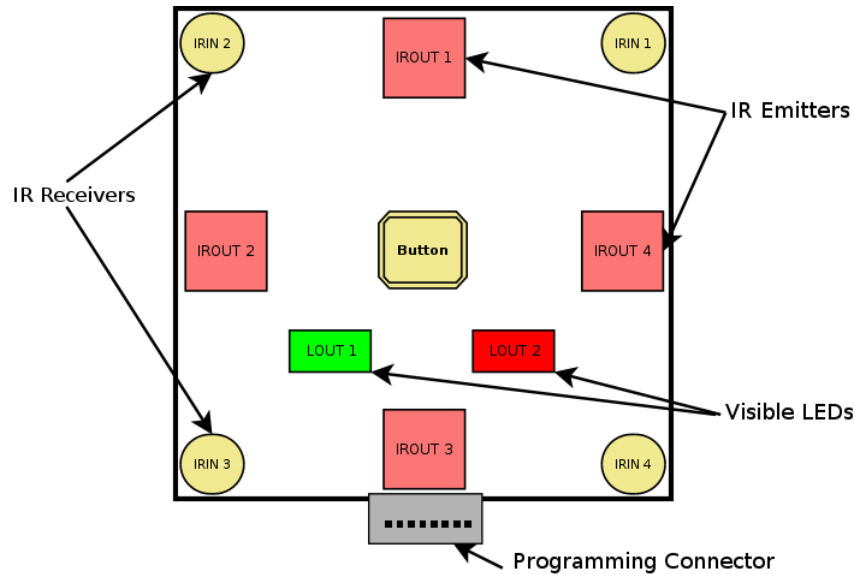 IRIN 2
IROUT 1
IRIN 1
IR Emitters
IR Receivers
IROUT 2
Button
IROUT 4
LOUT 1
LOUT 2
Visible LEDs
IRIN 3
IROUT 3
IRIN 4
Programming Connector